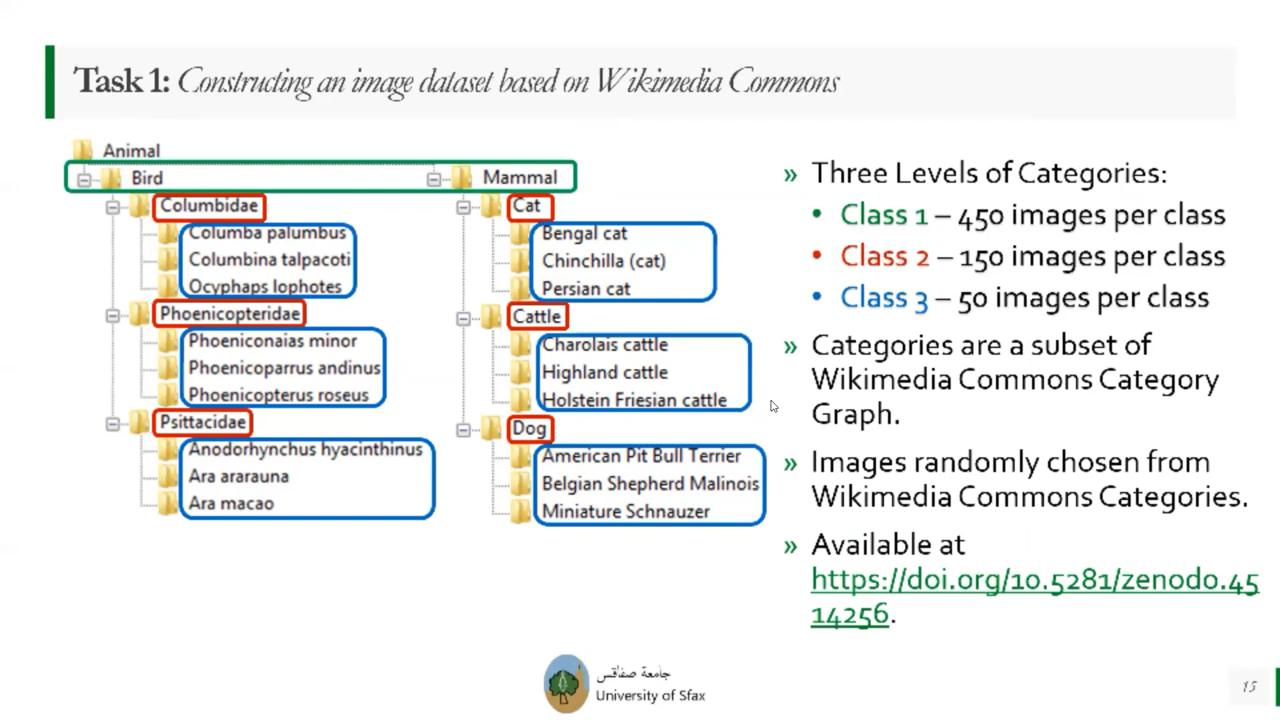 Task 1: Constructing an image dataset based on Wikimedia Commons
Animal
Bird
Columbidae
Columba palumbus
Columbina talpacoti
Ocyphaps lophotes
Phoenicopteridae
Phoeniconaias minor
Phoenicoparrus andinus
Phoenicopterus roseus
Psittacidae
Anodorhynchus hyacinthinus
Ara ararauna
Ara macao
Mammal
Cat
Bengal cat
Chinchilla (cat)
Persian cat
Cattle
Charolais cattle
Highland cattle
Holstein Friesian cattle
Dog
American Pit Bull Terrier
Belgian Shepherd Malinois
Miniature Schnauzer
» Three Levels of Categories:
• Class 1 – 450 images per class
• Class 2 – 150 images per class
• Class 3 – 50 images per class
» Categories are a subset of
Wikimedia Commons Category
Graph.
» Images randomly chosen from
Wikimedia Commons Categories.
» Available at
https://doi.org/10.5281/zenodo.45
14256.
جامعة صفاقس
University of Sfax
15